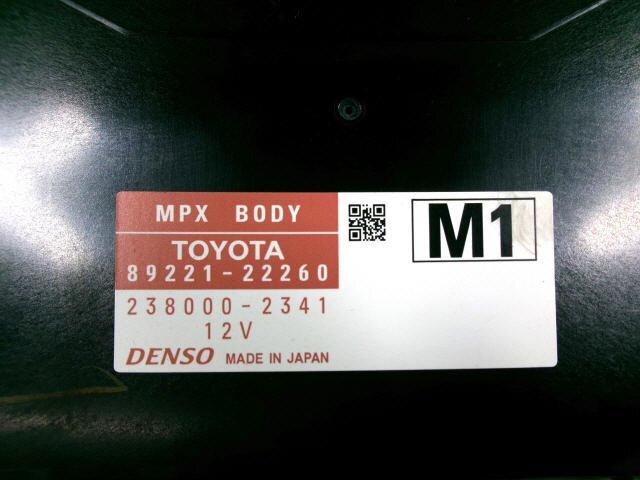 MPX BODY
M1
TOYOTA
89221-22260
238000-2341
12V
DENSO MADE IN JAPAN